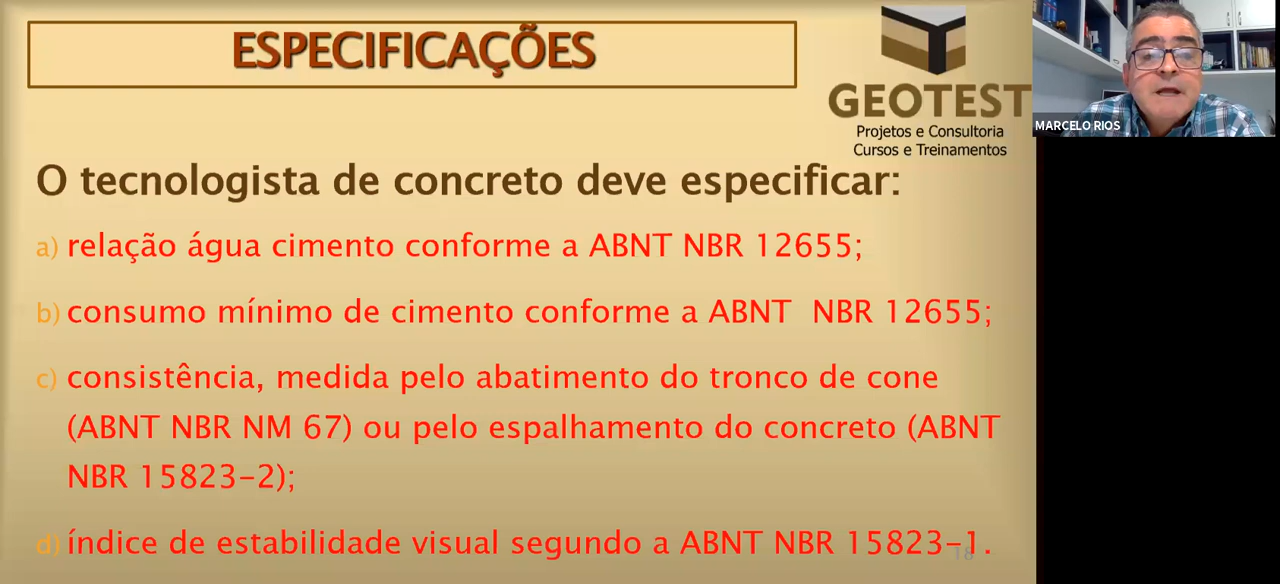 ESPECIFICAÇÕES
GEOTEST
Projetos e Consultoria
Cursos e Treinamentos
MARCELO RIOS
O tecnologista de concreto deve especificar:
a) relação água cimento conforme a ABNT NBR 12655;
b) consumo mínimo de cimento conforme a ABNT NBR 12655;
c) consistência, medida pelo abatimento do tronco de cone
(ABNT NBR NM 67) ou pelo espalhamento do concreto (ABNT
NBR 15823-2);
d) índice de estabilidade visual segundo a ABNT NBR 15823-1.
18